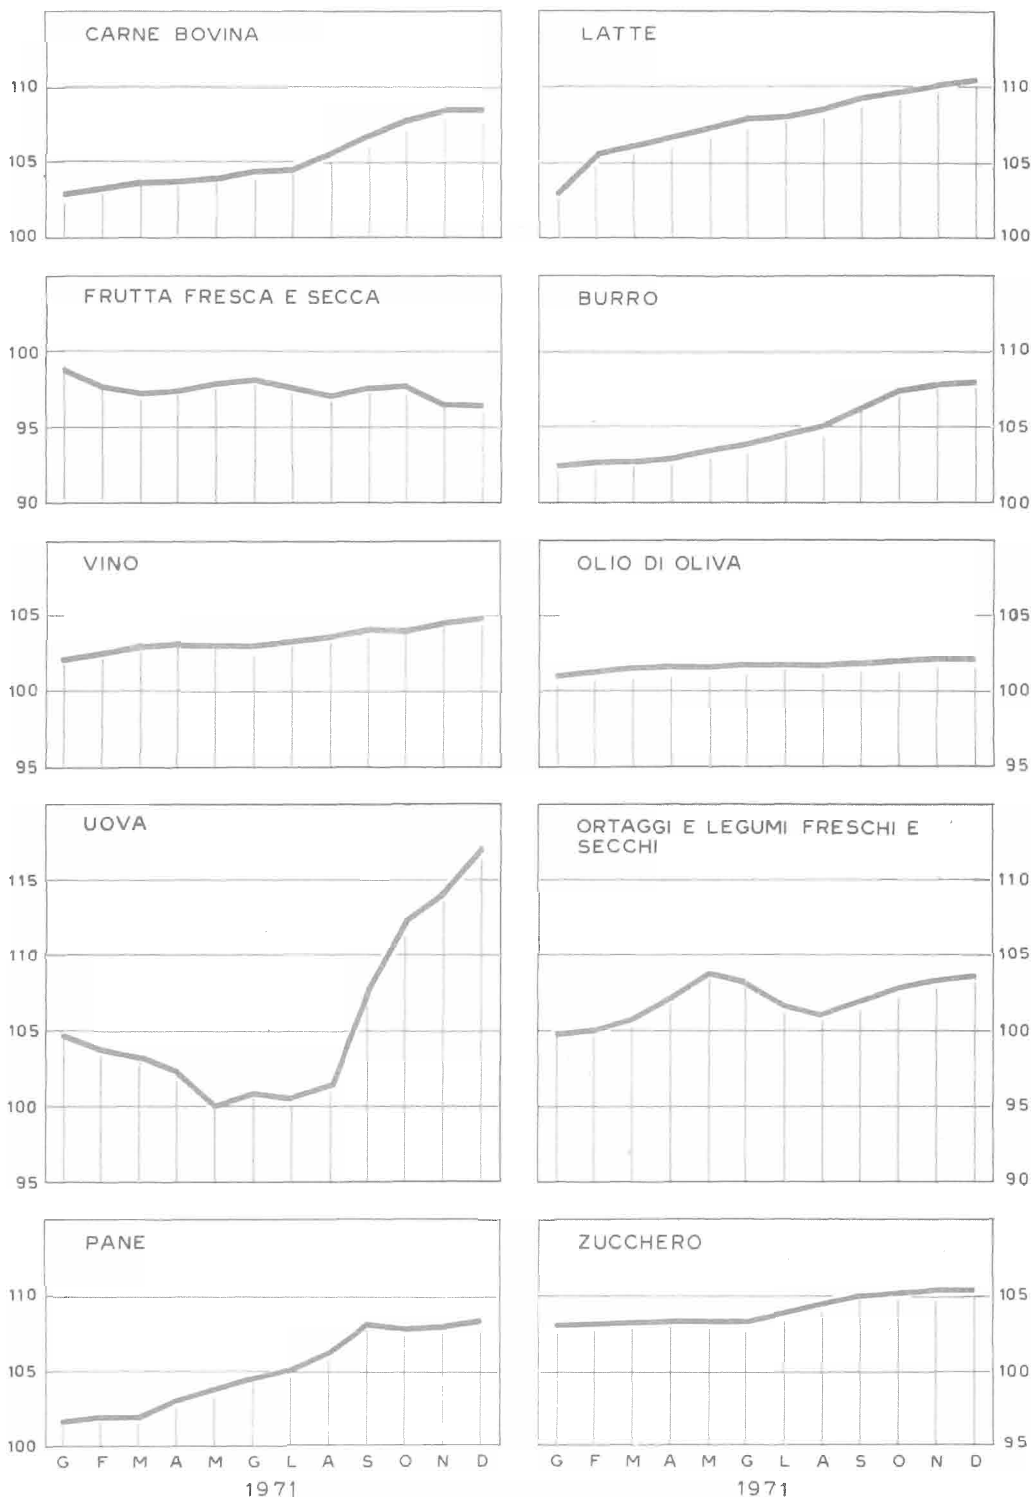 CARNE BOVINA
110
105
100
LATTE
110
105
100
FRUTTA FRESCA E SECCA
100
95
90
BURRO
110
105
100
VINO
105
100
95
OLIO DI OLIVA
105
100
95
UOVA
115
110
105
100
95
ORTAGGI E LEGUMI FRESCHI E
SECCHI
110
105
100
95
90
PANE
110
105
100
G F M A M G L A S O N D
1971
ZUCCHERO
105
100
95
G F M A M G L A S O N D
1971